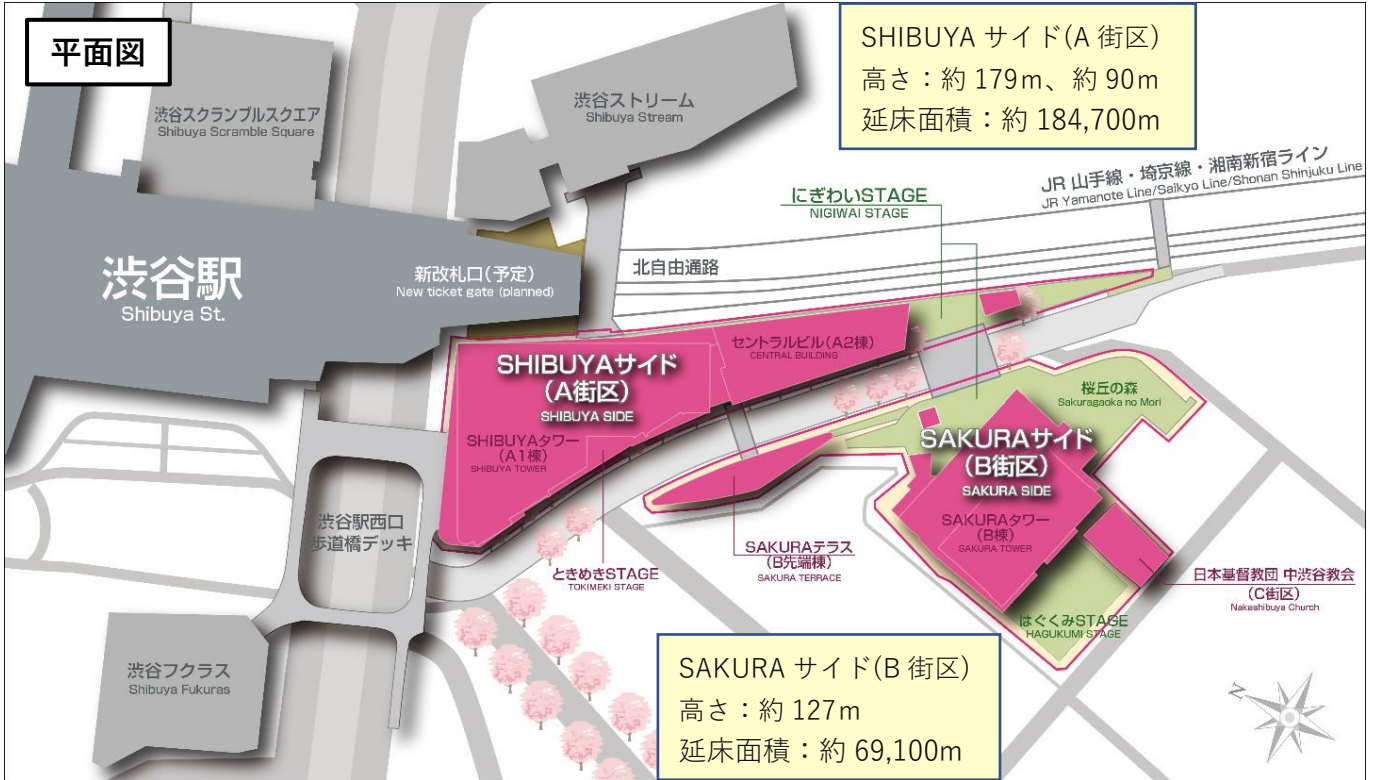 平面図
SHIBUYA サイド(A 街区)
高さ：約 179m、約 90m
延床面積：約 184,700m
渋谷スクランブルスクエア
Shibuya Scramble Square
渋谷ストリーム
Shibuya Stream
JR 山手線・埼京線・湘南新宿ライン
JR Yamanote Line/Saikyo Line/Shonan Shinjuku Line
にぎわいSTAGE
NIGIWAI STAGE
渋谷駅
Shibuya St.
新改札口(予定)
New ticket gate (planned)
北自由通路
セントラルビル(A2棟)
CENTRAL BUILDING
SHIBUYAサイド
(A街区)
SHIBUYA SIDE
SHIBUYAタワー
(A1棟)
SHIBUYA TOWER
桜丘の森
Sakuragaoka no Mori
SAKURAサイド
(B街区)
SAKURA SIDE
SAKURAタワー
(B棟)
SAKURA TOWER
渋谷駅西口
歩道橋デッキ
ときめきSTAGE
TOKIMEKI STAGE
SAKURAテラス
(B先端棟)
SAKURA TERRACE
日本基督教団 中渋谷教会
(C街区)
Nakashibuya Church
はぐくみSTAGE
HAGUKUMI STAGE
渋谷フクラス
Shibuya Fukuras
SAKURA サイド(B 街区)
高さ：約 127m
延床面積：約 69,100m
N